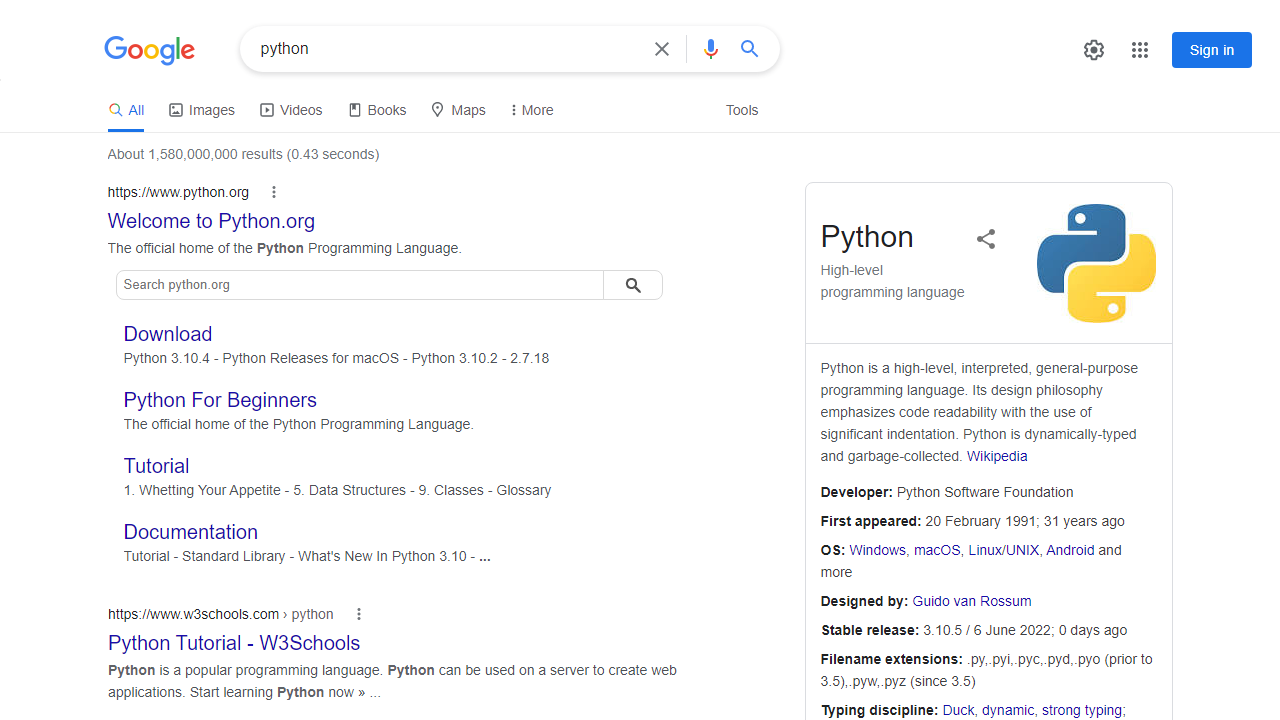 Google
python
Sign in
All
Images
Videos
Books
Maps
More
Tools
About 1,580,000,000 results (0.43 seconds)
https://www.python.org
Welcome to Python.org
The official home of the Python Programming Language.
Search python.org
Download
Python 3.10.4 - Python Releases for macOS - Python 3.10.2 - 2.7.18
Python For Beginners
The official home of the Python Programming Language.
Tutorial
1. Whetting Your Appetite - 5. Data Structures - 9. Classes - Glossary
Documentation
Tutorial - Standard Library - What's New In Python 3.10 - ...
https://www.w3schools.com › python
Python Tutorial - W3Schools
Python is a popular programming language. Python can be used on a server to create web
applications. Start learning Python now » ...
Python
High-level
programming language
Python is a high-level, interpreted, general-purpose
programming language. Its design philosophy
emphasizes code readability with the use of
significant indentation. Python is dynamically-typed
and garbage-collected. Wikipedia
Developer: Python Software Foundation
First appeared: 20 February 1991; 31 years ago
OS: Windows, macOS, Linux/UNIX, Android and
more
Designed by: Guido van Rossum
Stable release: 3.10.5 / 6 June 2022; 0 days ago
Filename extensions: .py,.pyi,.pyc,.pyd,.pyo (prior to
3.5),.pyw,.pyz (since 3.5)
Typing discipline: Duck, dynamic, strong typing;